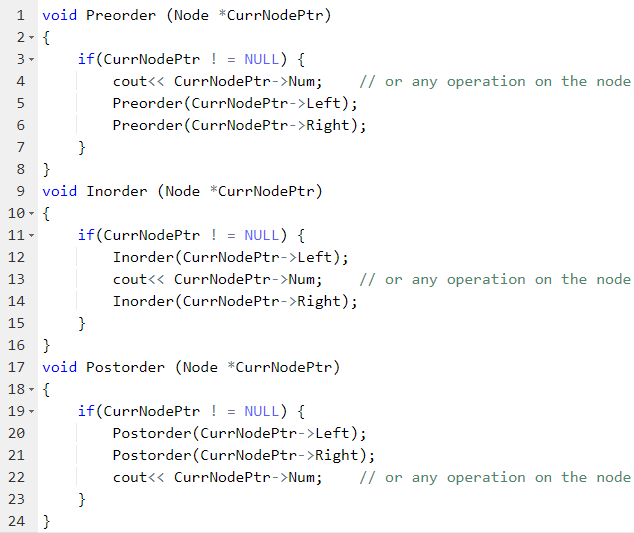 1 void Preorder (Node *CurrNodePtr)
2 {
3     if(CurrNodePtr ! = NULL) {
4         cout<< CurrNodePtr->Num;    // or any operation on the node
5         Preorder(CurrNodePtr->Left);
6         Preorder(CurrNodePtr->Right);
7     }
8 }
9 void Inorder (Node *CurrNodePtr)
10 {
11     if(CurrNodePtr ! = NULL) {
12         Inorder(CurrNodePtr->Left);
13         cout<< CurrNodePtr->Num;    // or any operation on the node
14         Inorder(CurrNodePtr->Right);
15     }
16 }
17 void Postorder (Node *CurrNodePtr)
18 {
19     if(CurrNodePtr ! = NULL) {
20         Postorder(CurrNodePtr->Left);
21         Postorder(CurrNodePtr->Right);
22         cout<< CurrNodePtr->Num;    // or any operation on the node
23     }
24 }